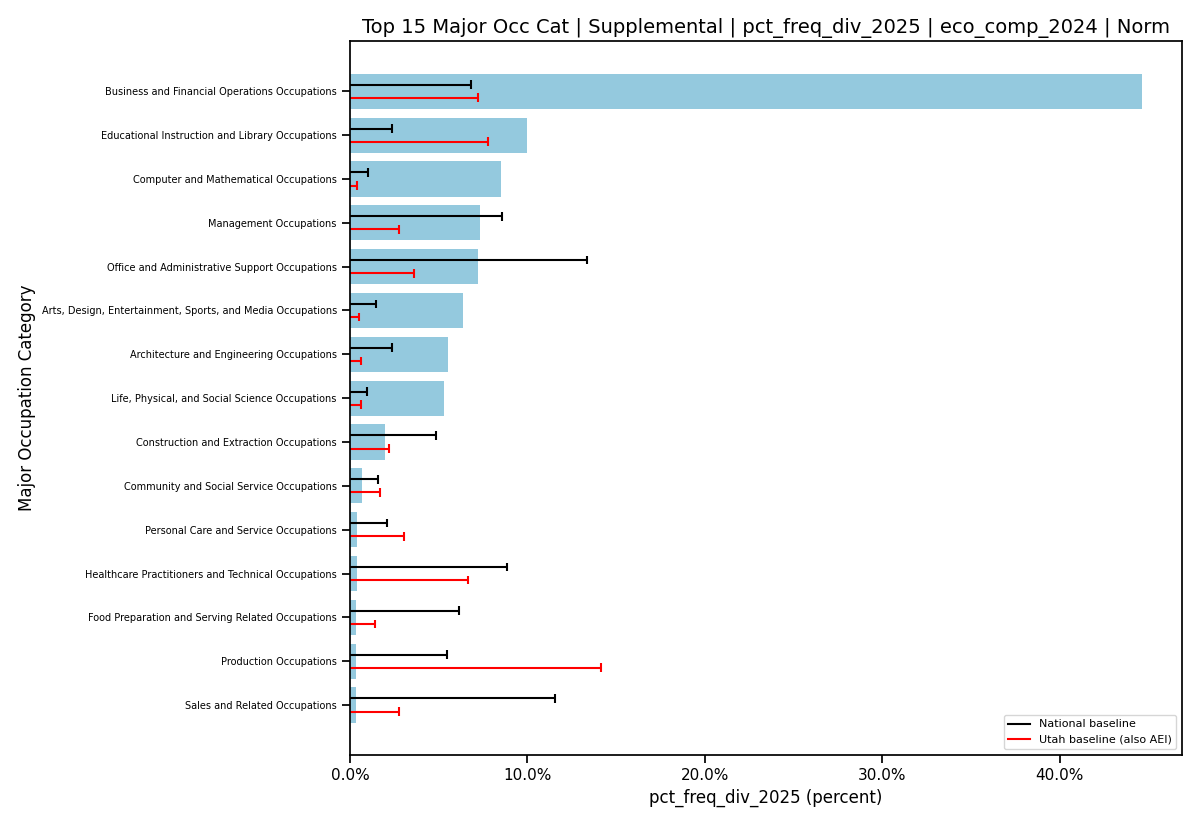 Top 15 Major Occ Cat | Supplemental | pct_freq_div_2025 | eco_comp_2024 | Norm
Major Occupation Category
Business and Financial Operations Occupations
Educational Instruction and Library Occupations
Computer and Mathematical Occupations
Management Occupations
Office and Administrative Support Occupations
Arts, Design, Entertainment, Sports, and Media Occupations
Architecture and Engineering Occupations
Life, Physical, and Social Science Occupations
Construction and Extraction Occupations
Community and Social Service Occupations
Personal Care and Service Occupations
Healthcare Practitioners and Technical Occupations
Food Preparation and Serving Related Occupations
Production Occupations
Sales and Related Occupations
National baseline
Utah baseline (also AEI)
0.0% 10.0% 20.0% 30.0% 40.0%
pct_freq_div_2025 (percent)